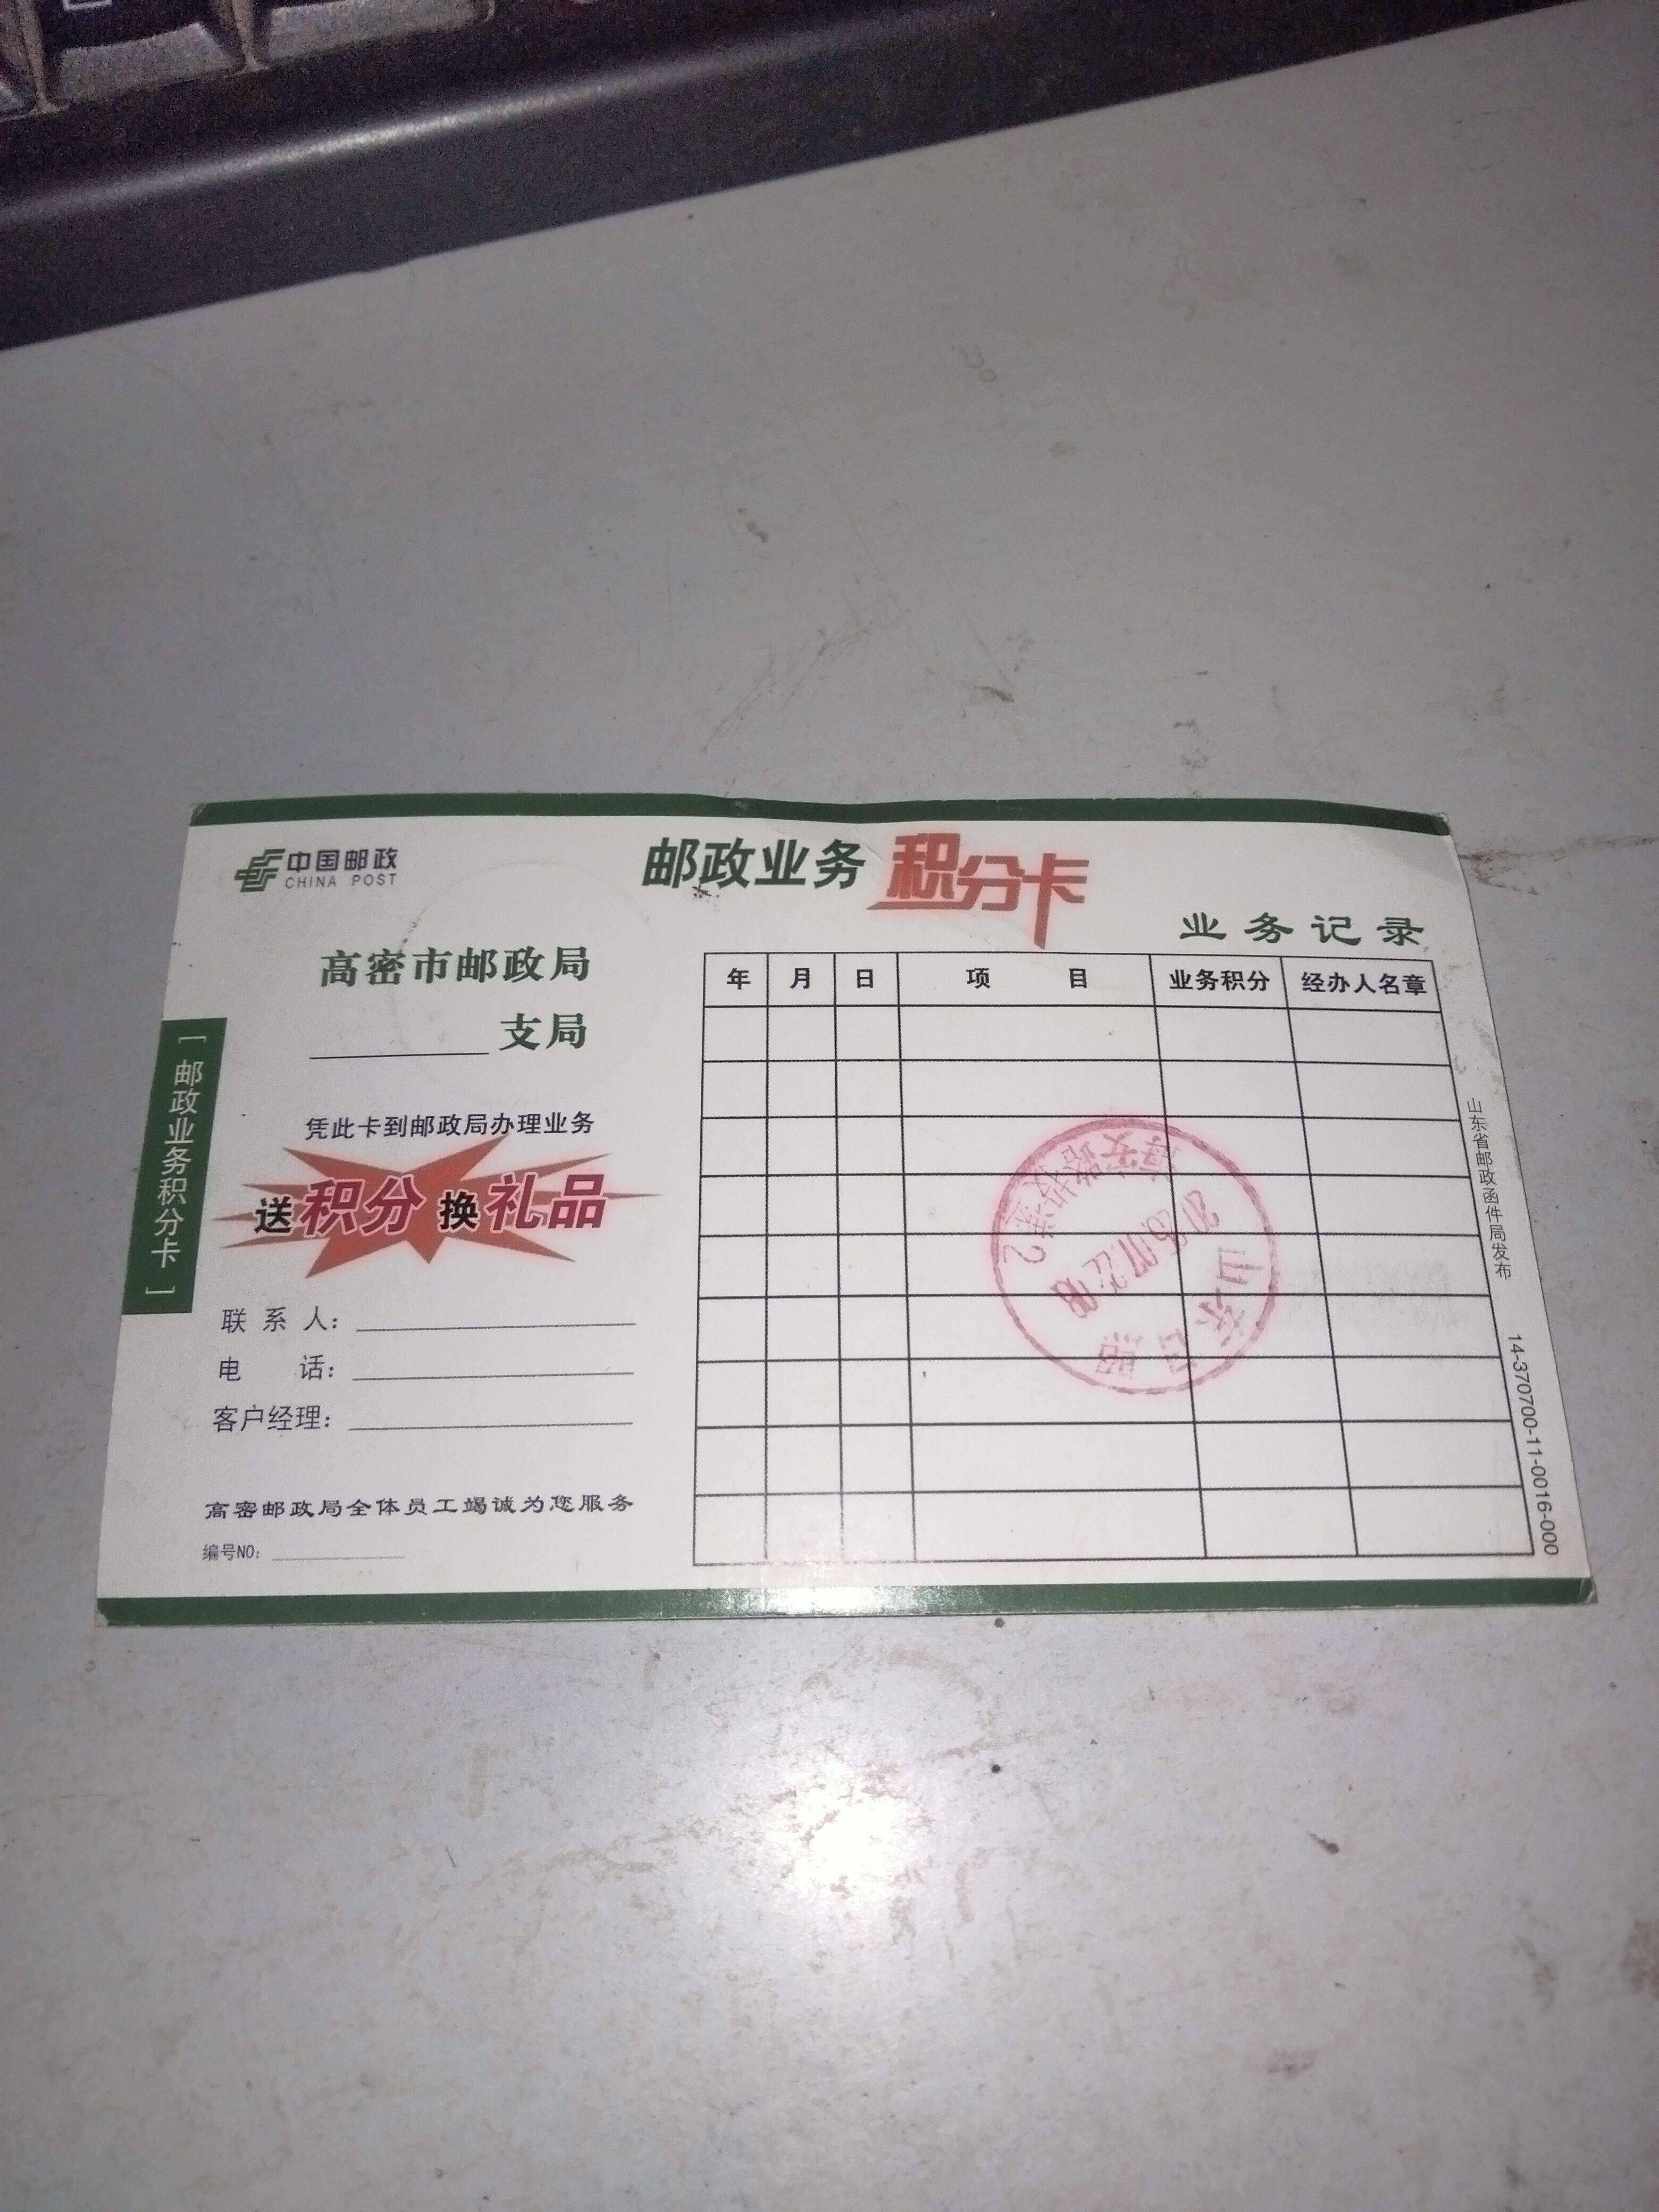 中国邮政
CHINA POST
邮政业务 积分卡
业务记录
高密市邮政局
支局
[ 邮政业务积分卡 ]
凭此卡到邮政局办理业务
送积分换礼品
联系人：
电话：
客户经理：
高密邮政局全体员工竭诚为您服务
编号NO：
年 月 日 项目 业务积分 经办人名章
山东日照
山东省邮政函件局发布
14-370700-11-0016-000